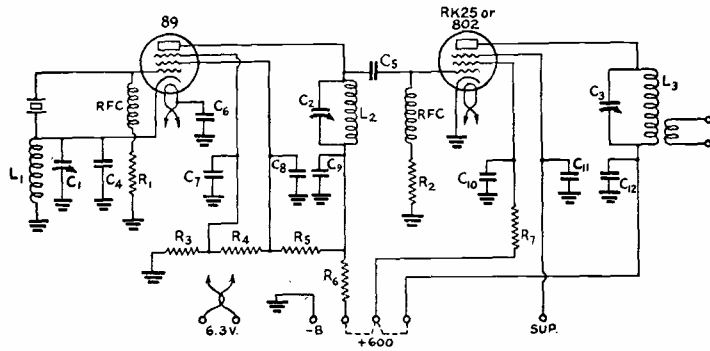 89
RK25 or
802
RFC
C6
C5
C2
L2
RFC
C3
L3
L1
C1
C4
R1
C7
C8
C9
R2
C10
C11
C12
R3
R4
R5
R6
R7
6.3V.
-B
+600
SUP.